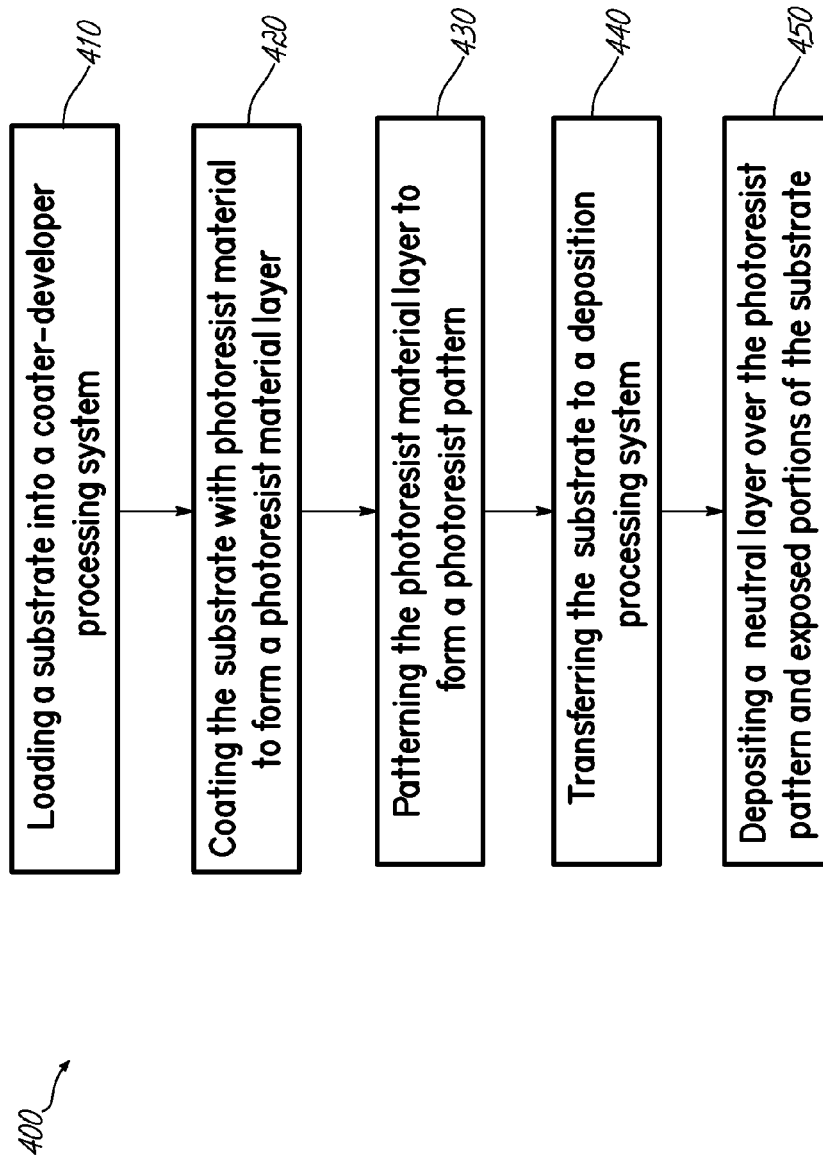 400
Loading a substrate into a coater-developer
processing system
410
Coating the substrate with photoresist material
to form a photoresist material layer
420
Patterning the photoresist material layer to
form a photoresist pattern
430
Transferring the substrate to a deposition
processing system
440
Depositing a neutral layer over the photoresist
pattern and exposed portions of the substrate
450